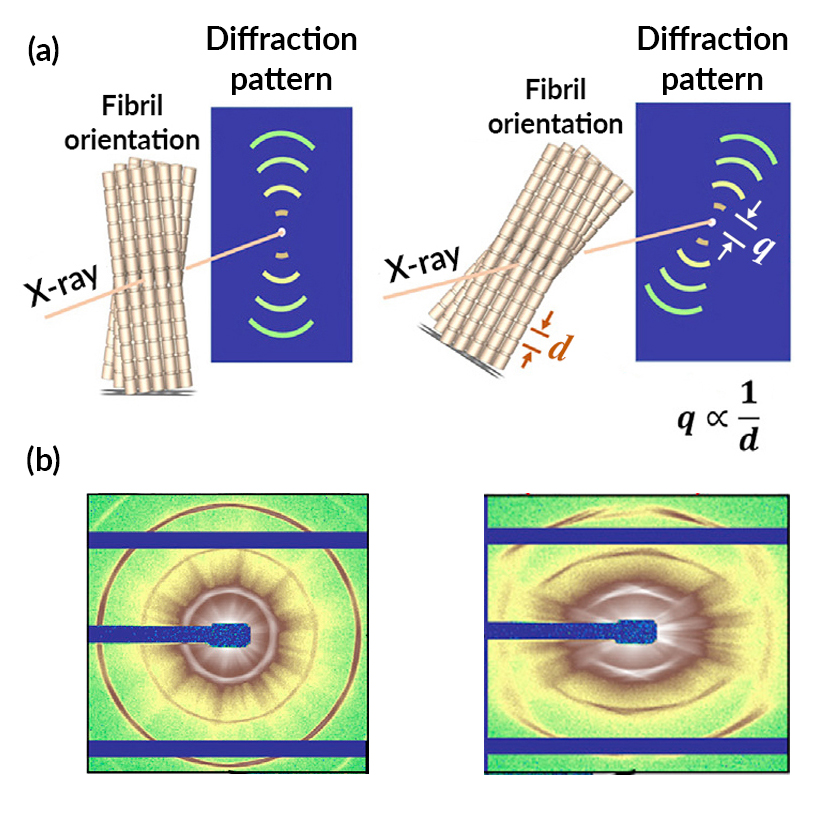 (a)
Diffraction
pattern
Fibril
orientation
X-ray
Diffraction
pattern
Fibril
orientation
X-ray
q
d
q ∝ 1/d
(b)